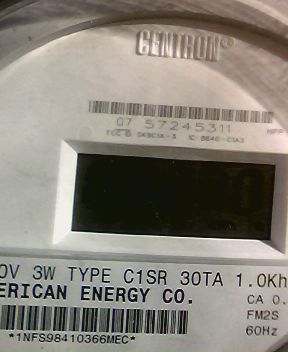 CENTRON®
07 57245311
0V 3W TYPE C1SR 30TA 1.0Kh
ERICAN ENERGY CO.
CA 0.
FM2S
60Hz
*1NFS98410366MEC*